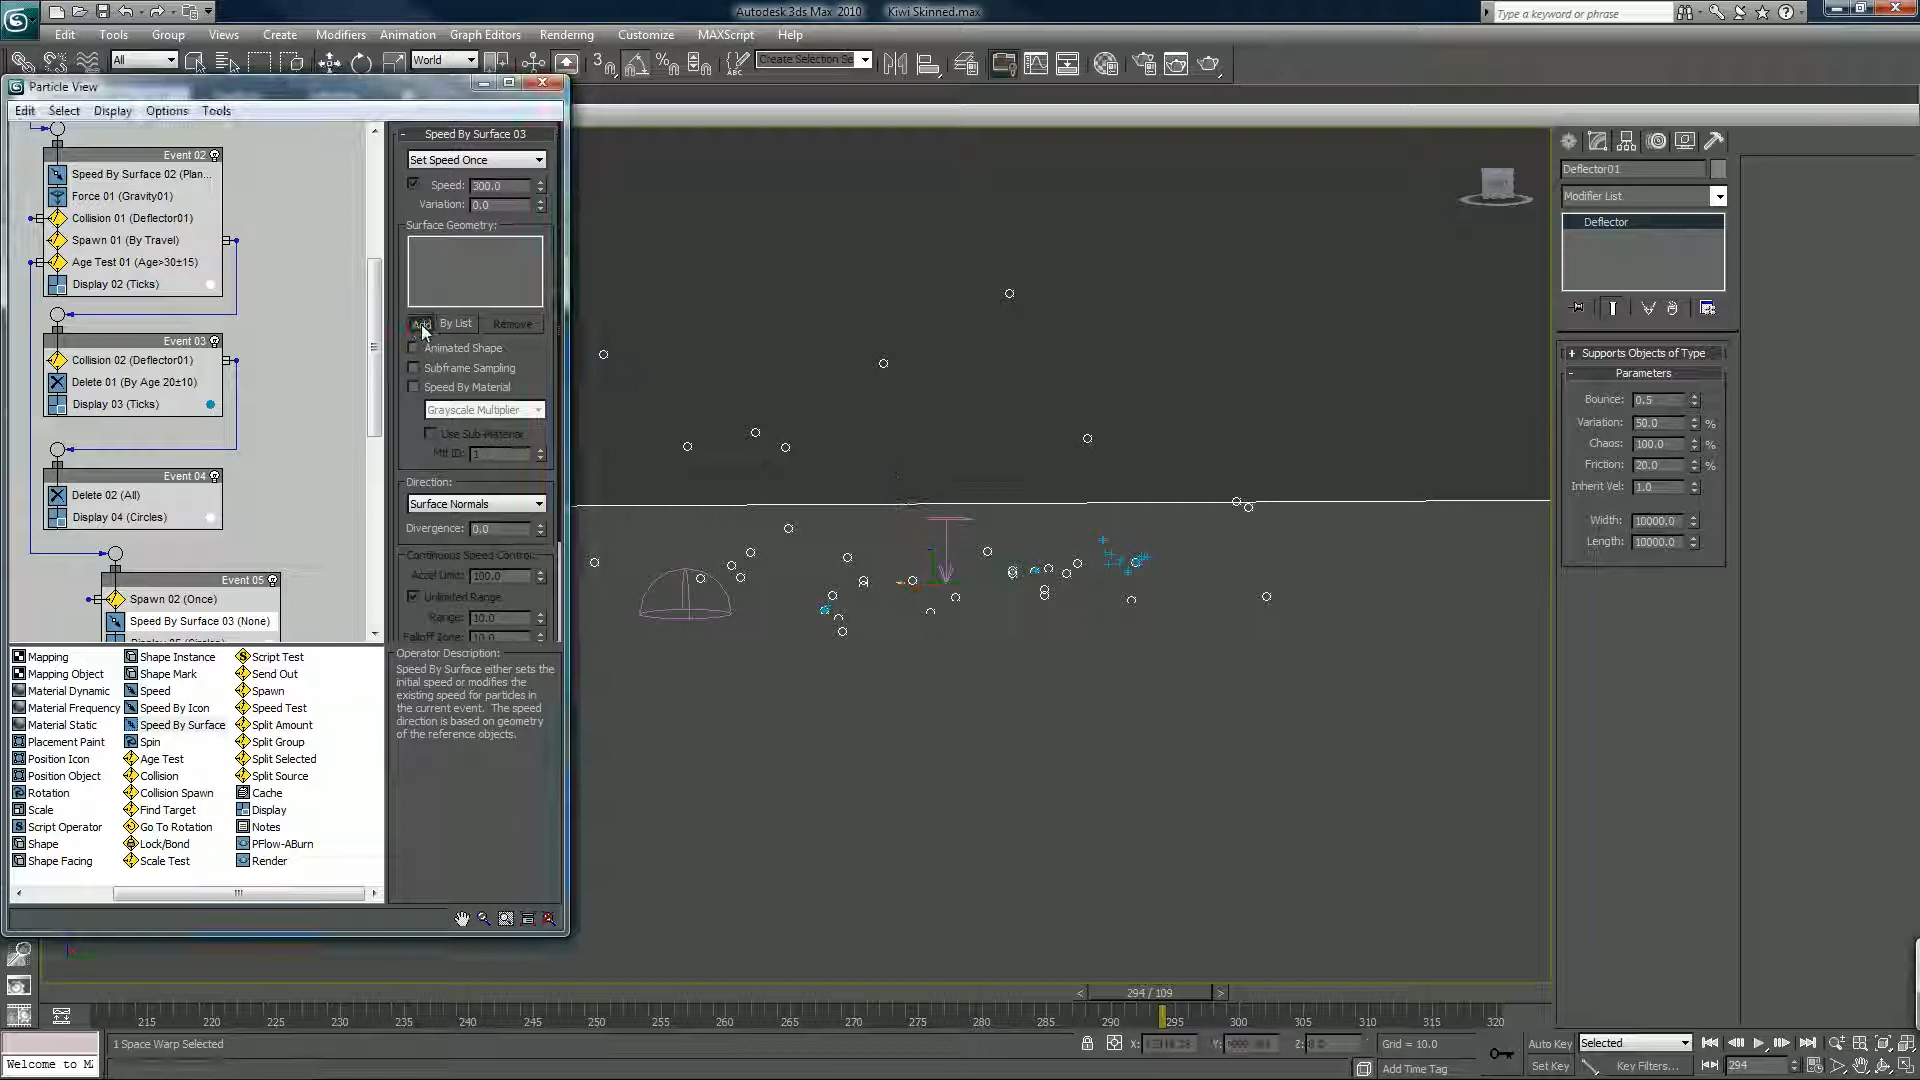 Autodesk 3ds Max 2010
Kiwi Skinned.max
Type a keyword or phrase
Edit
Tools
Group
Views
Create
Modifiers
Animation
Graph Editors
Rendering
Customize
MAXScript
Help
All
World
Create Selection Se
Particle View
Edit
Select
Display
Options
Tools
Event 02
Speed By Surface 02 (Plan...
Force 01 (Gravity01)
Collision 01 (Deflector01)
Spawn 01 (By Travel)
Age Test 01 (Age>30±15)
Display 02 (Ticks)
Event 03
Collision 02 (Deflector01)
Delete 01 (By Age 20±10)
Display 03 (Ticks)
Event 04
Delete 02 (All)
Display 04 (Circles)
Event 05
Spawn 02 (Once)
Speed By Surface 03 (None)
Speed By Surface 03
Set Speed Once
Speed: 300.0
Variation: 0.0
Surface Geometry:
Add
By List
Remove
Animated Shape
Subframe Sampling
Speed By Material
Grayscale Multiplier
Use Sub-Material
Mtl ID: 1
Direction:
Surface Normals
Divergence: 0.0
Continuous Speed Control:
Accel Limit: 100.0
Unlimited Range
Range: 10.0
Falloff Zone: 10.0
Operator Description:
Speed By Surface either sets the
initial speed or modifies the
existing speed for particles in
the current event. The speed
direction is based on geometry
of the reference objects.
Mapping
Mapping Object
Material Dynamic
Material Frequency
Material Static
Placement Paint
Position Icon
Position Object
Rotation
Scale
Script Operator
Shape
Shape Facing
Shape Instance
Shape Mark
Speed
Speed By Icon
Speed By Surface
Spin
Age Test
Collision
Collision Spawn
Find Target
Go To Rotation
Lock/Bond
Scale Test
Script Test
Send Out
Spawn
Speed Test
Split Amount
Split Group
Split Selected
Split Source
Cache
Display
Notes
PFlow-ABurn
Render
Deflector01
Modifier List
Deflector
Supports Objects of Type
Parameters
Bounce: 0.5
Variation: 50.0 %
Chaos: 100.0 %
Friction: 20.0 %
Inherit Vel: 1.0
Width: 10000.0
Length: 10000.0
294 / 109
215 220 225 230 235 240 245 250 255 260 265 270 275 280 285 290 295 300 305 310 315 320
1 Space Warp Selected
Welcome to M
X:
Y:
Z:
Grid = 10.0
Add Time Tag
Auto Key
Selected
Set Key
Key Filters...
294